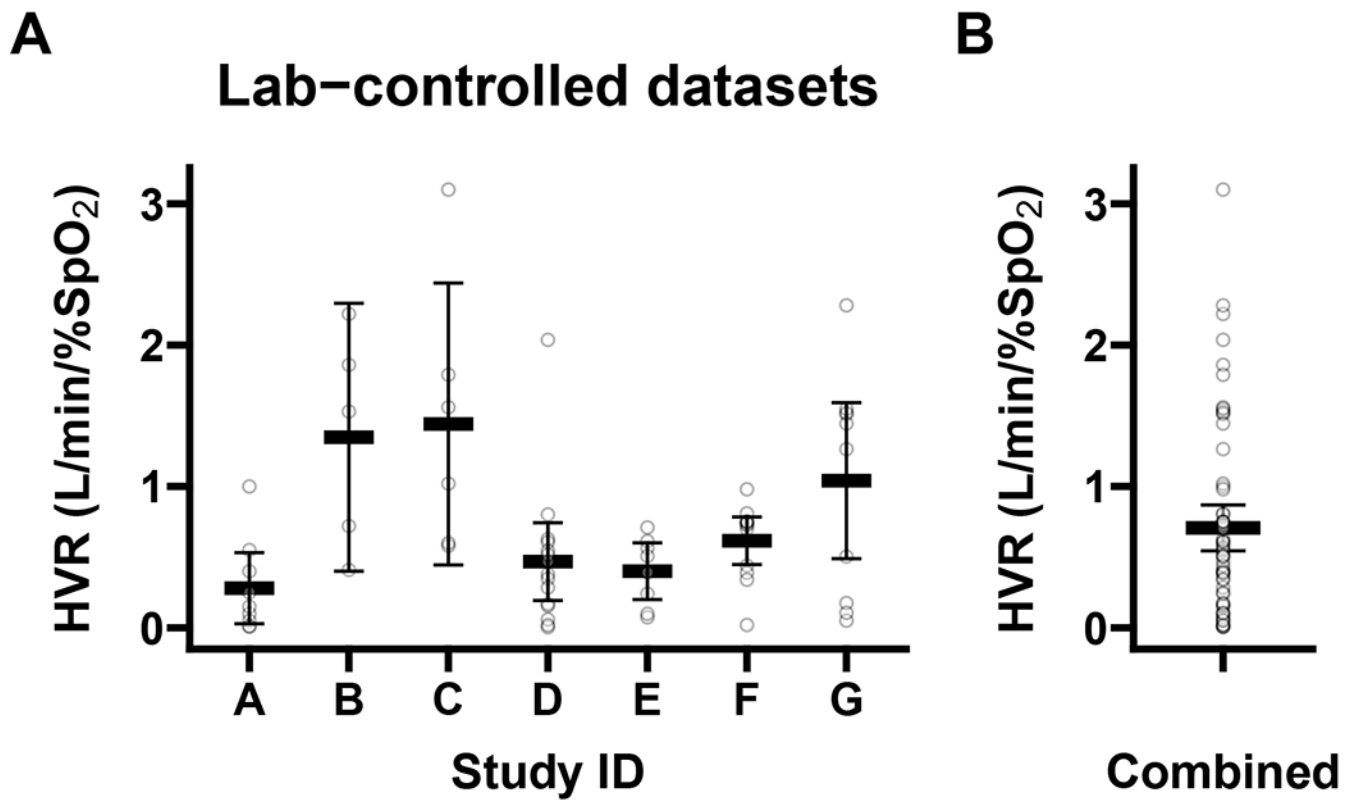 A
B
Lab−controlled datasets
HVR (L/min/%SpO₂)
3
2
1
0
A B C D E F G
Study ID
HVR (L/min/%SpO₂)
3
2
1
0
Combined